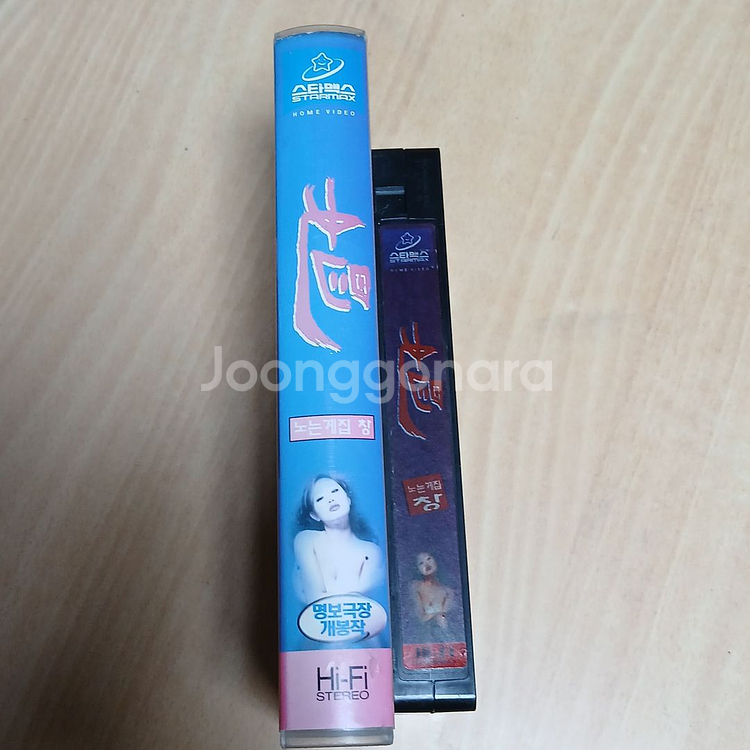 스타맥스
STARMAX
HOME VIDEO
娼
노는계집 창
명보극장
개봉작
Hi-Fi
STEREO
스타맥스
STARMAX
HOME VIDEO
娼
노는계집
창
Joonggonara